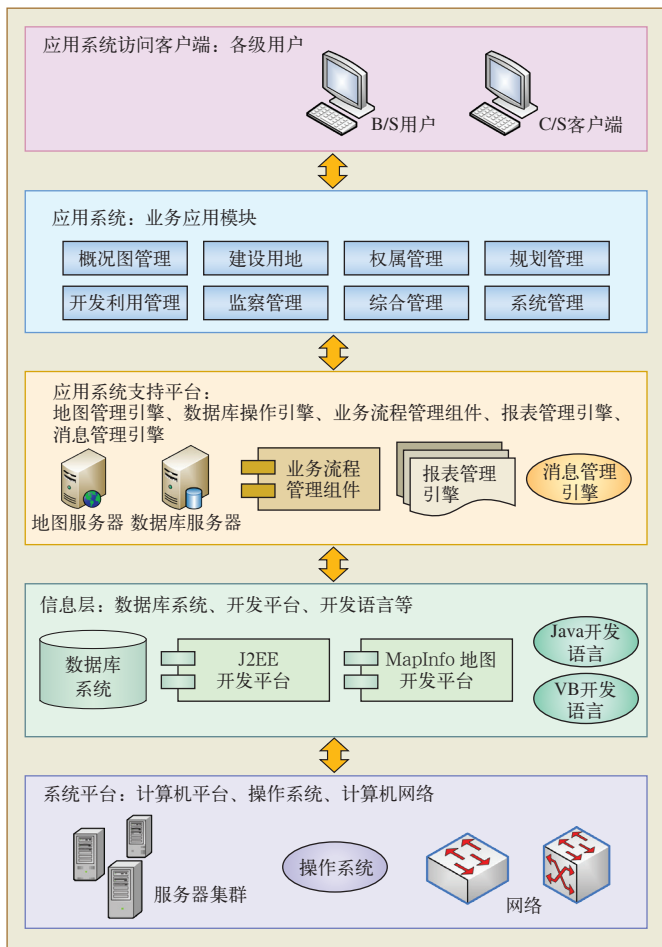 应用系统访问客户端：各级用户
B/S用户
C/S客户端
应用系统：业务应用模块
概况图管理
建设用地
权属管理
规划管理
开发利用管理
监察管理
综合管理
系统管理
应用系统支持平台：
地图管理引擎、数据库操作引擎、业务流程管理组件、报表管理引擎、
消息管理引擎
地图服务器
数据库服务器
业务流程
管理组件
报表管理
引擎
消息管理
引擎
信息层：数据库系统、开发平台、开发语言等
数据库
系统
J2EE
开发平台
MapInfo 地图
开发平台
Java开发
语言
VB开发
语言
系统平台：计算机平台、操作系统、计算机网络
服务器集群
操作系统
网络